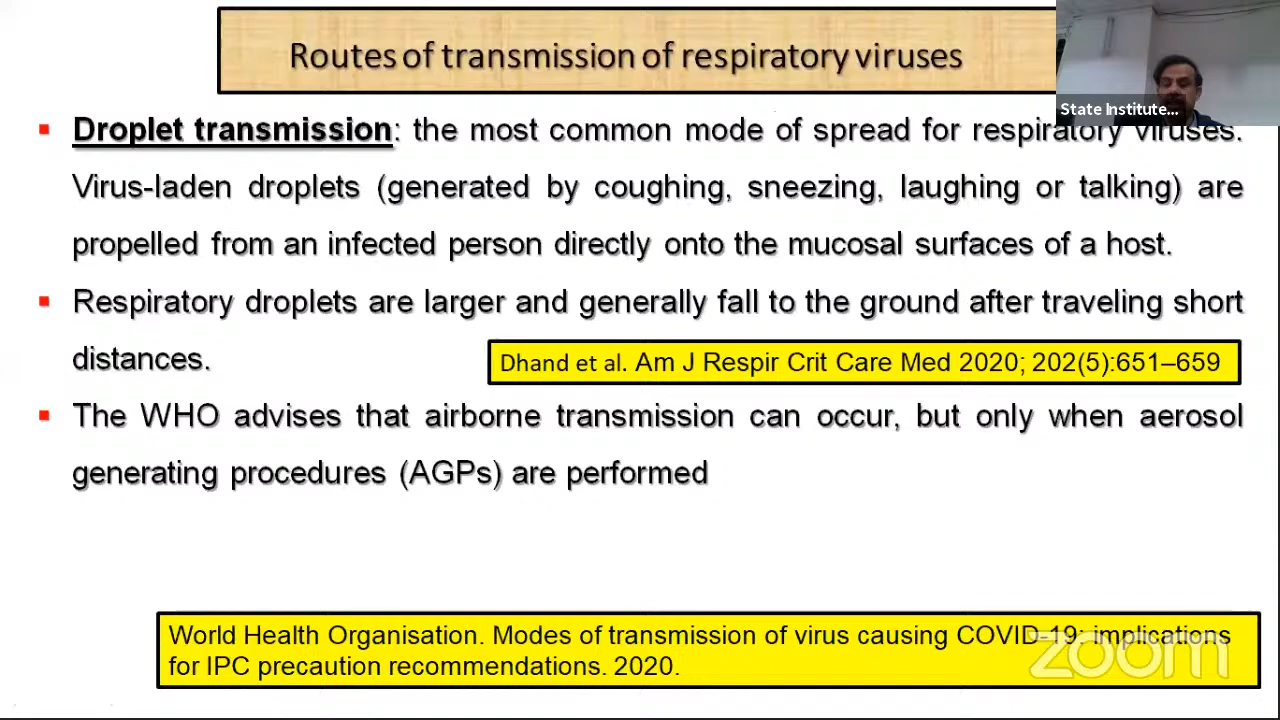 Routes of transmission of respiratory viruses
State Institute...
Droplet transmission: the most common mode of spread for respiratory viruses.
Virus-laden droplets (generated by coughing, sneezing, laughing or talking) are
propelled from an infected person directly onto the mucosal surfaces of a host.
Respiratory droplets are larger and generally fall to the ground after traveling short
distances.
Dhand et al. Am J Respir Crit Care Med 2020; 202(5):651–659
The WHO advises that airborne transmission can occur, but only when aerosol
generating procedures (AGPs) are performed
World Health Organisation. Modes of transmission of virus causing COVID-19: implications
for IPC precaution recommendations. 2020.
zoom